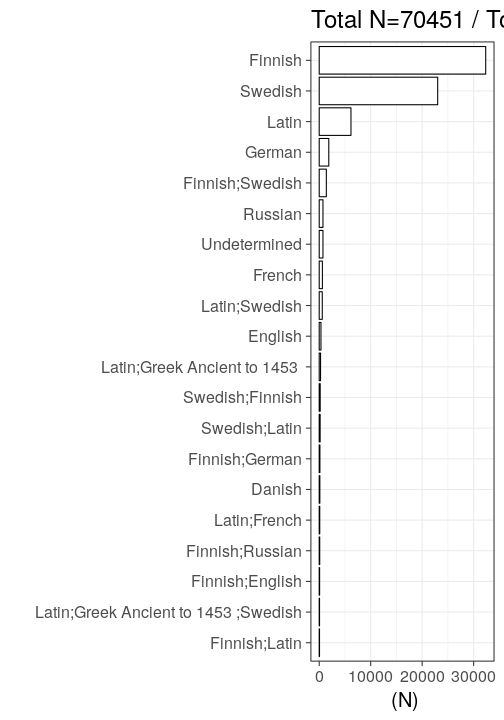 Total N=70451 / To
Finnish
Swedish
Latin
German
Finnish;Swedish
Russian
Undetermined
French
Latin;Swedish
English
Latin;Greek Ancient to 1453
Swedish;Finnish
Swedish;Latin
Finnish;German
Danish
Latin;French
Finnish;Russian
Finnish;English
Latin;Greek Ancient to 1453 ;Swedish
Finnish;Latin
0 10000 20000 30000
(N)